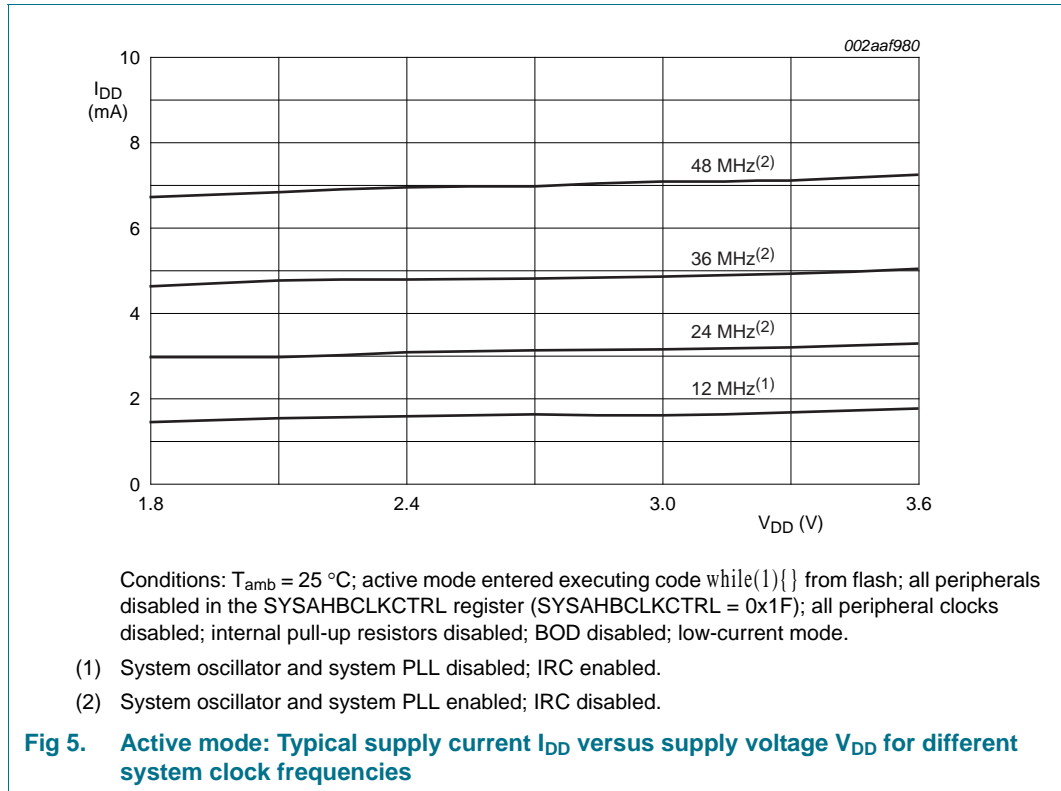 002aaf980
10
I_DD
(mA)
8
48 MHz(2)
6
36 MHz(2)
4
24 MHz(2)
2
12 MHz(1)
0
1.8 2.4 3.0 3.6
V_DD (V)
Conditions: T_amb = 25 °C; active mode entered executing code while(1){} from flash; all peripherals
disabled in the SYSAHBCLKCTRL register (SYSAHBCLKCTRL = 0x1F); all peripheral clocks
disabled; internal pull-up resistors disabled; BOD disabled; low-current mode.
(1) System oscillator and system PLL disabled; IRC enabled.
(2) System oscillator and system PLL enabled; IRC disabled.
Fig 5. Active mode: Typical supply current I_DD versus supply voltage V_DD for different
system clock frequencies